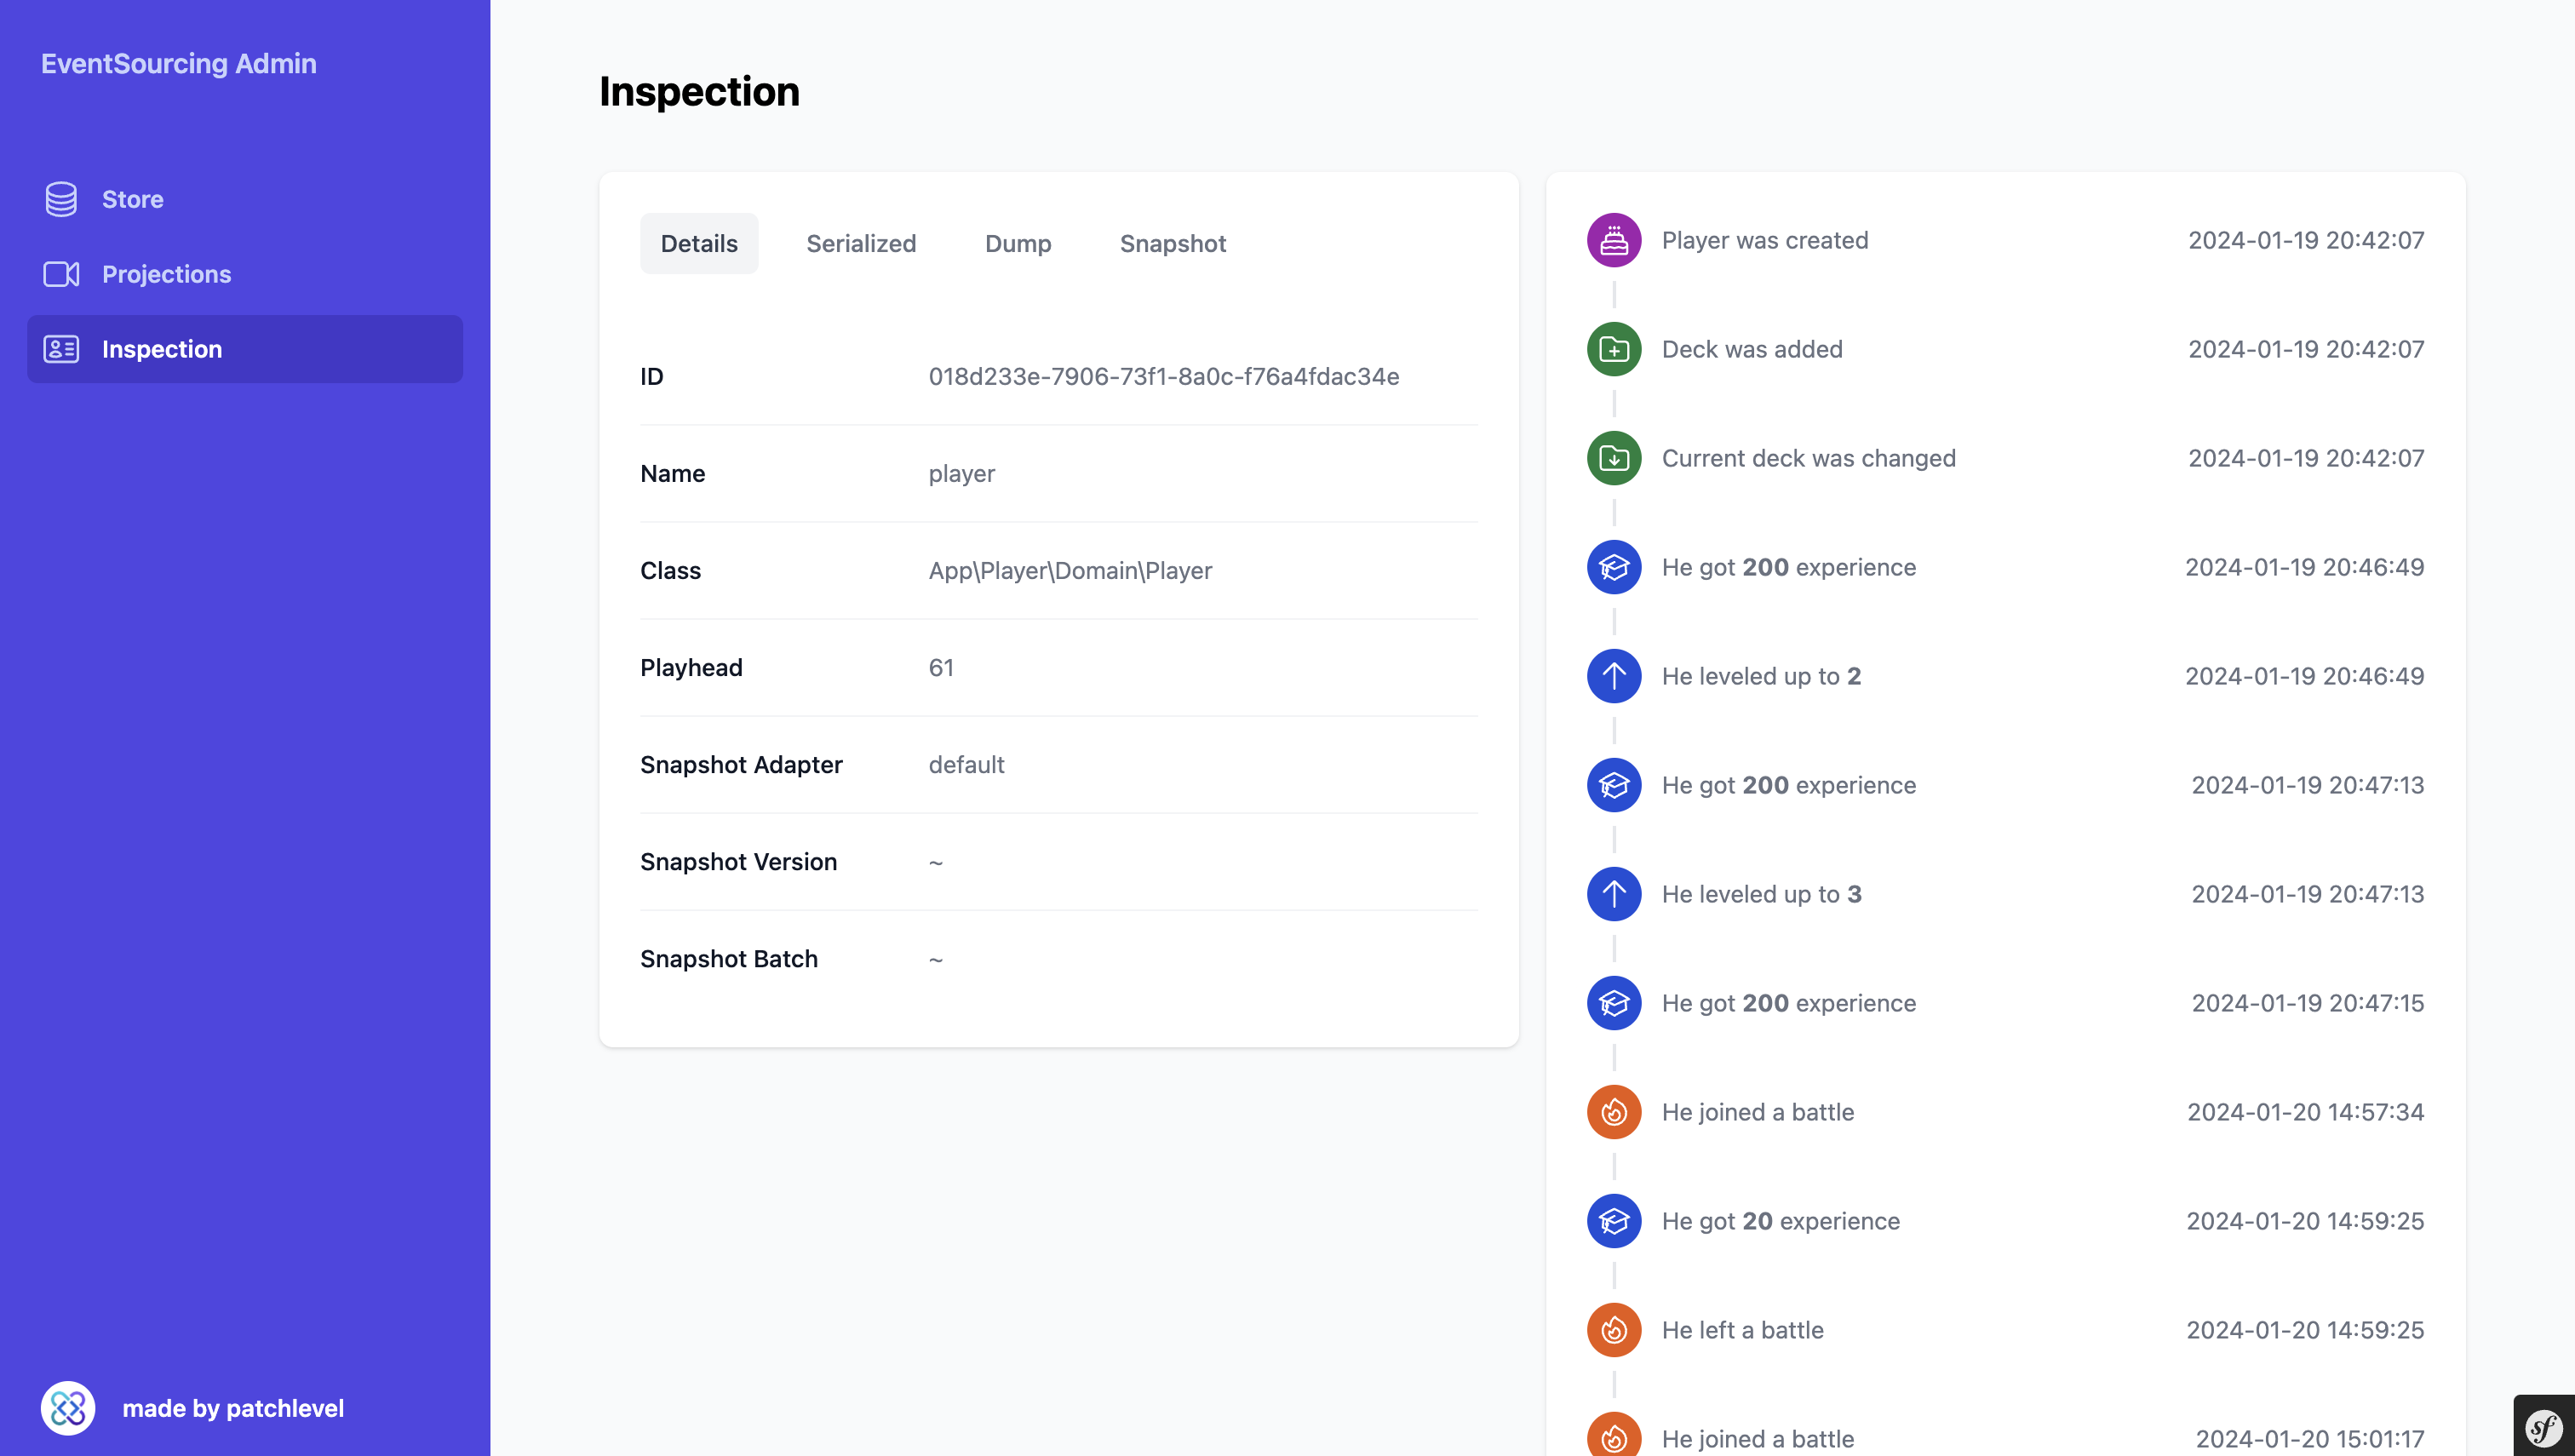 EventSourcing Admin
Store
Projections
Inspection
made by patchlevel
Inspection
Details Serialized Dump Snapshot
ID 018d233e-7906-73f1-8a0c-f76a4fdac34e
Name player
Class App\Player\Domain\Player
Playhead 61
Snapshot Adapter default
Snapshot Version ~
Snapshot Batch ~
Player was created 2024-01-19 20:42:07
Deck was added 2024-01-19 20:42:07
Current deck was changed 2024-01-19 20:42:07
He got 200 experience 2024-01-19 20:46:49
He leveled up to 2 2024-01-19 20:46:49
He got 200 experience 2024-01-19 20:47:13
He leveled up to 3 2024-01-19 20:47:13
He got 200 experience 2024-01-19 20:47:15
He joined a battle 2024-01-20 14:57:34
He got 20 experience 2024-01-20 14:59:25
He left a battle 2024-01-20 14:59:25
He joined a battle 2024-01-20 15:01:17
sf